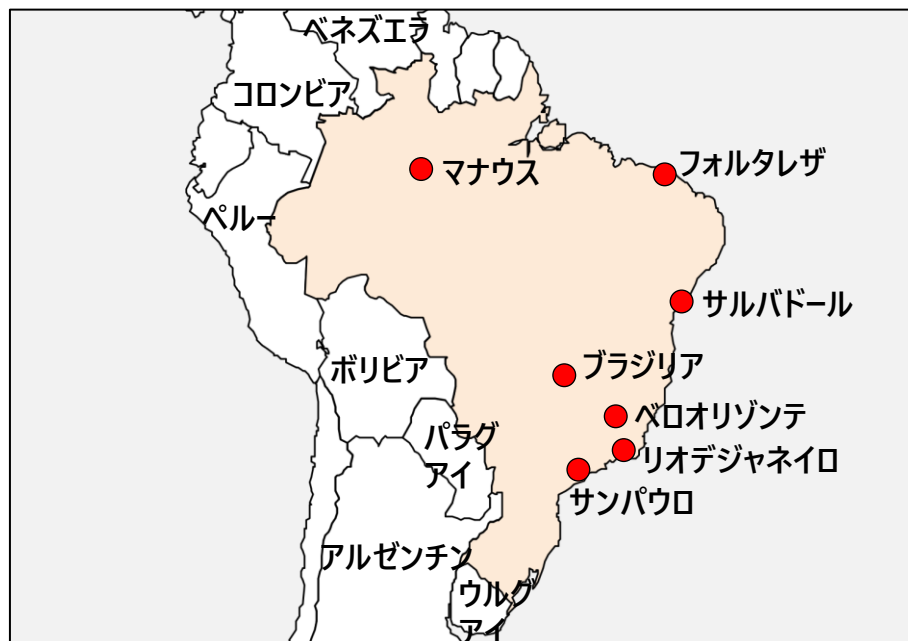 ベネズエラ
コロンビア
マナウス
フォルタレザ
ペルー
サルバドール
ボリビア
ブラジリア
ベロオリゾンテ
パラグ
アイ
リオデジャネイロ
サンパウロ
アルゼンチン
ウルグ
アイ